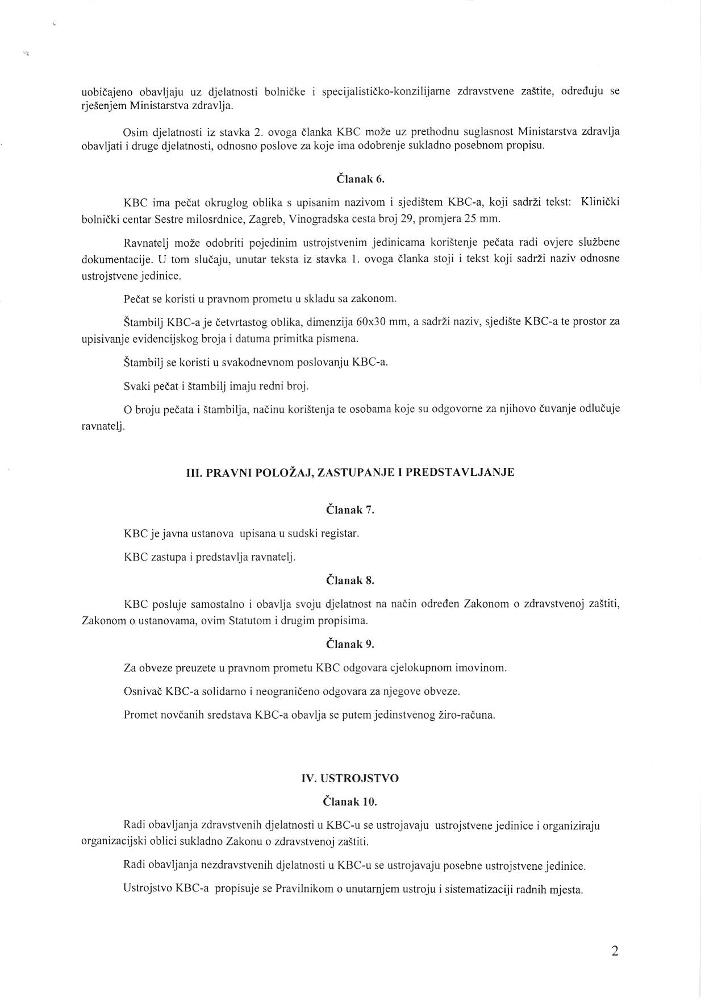 uobičajeno obavljaju uz djelatnosti bolničke i specijalističko-konzilijarne zdravstvene zaštite, određuju se
rješenjem Ministarstva zdravlja.
Osim djelatnosti iz stavka 2. ovoga članka KBC može uz prethodnu suglasnost Ministarstva zdravlja
obavljati i druge djelatnosti, odnosno poslove za koje ima odobrenje sukladno posebnom propisu.
Članak 6.
KBC ima pečat okruglog oblika s upisanim nazivom i sjedištem KBC-a, koji sadrži tekst: Klinički
bolnički centar Sestre milosrdnice, Zagreb, Vinogradska cesta broj 29, promjera 25 mm.
Ravnatelj može odobriti pojedinim ustrojstvenim jedinicama korištenje pečata radi ovjere službene
dokumentacije. U tom slučaju, unutar teksta iz stavka 1. ovoga članka stoji i tekst koji sadrži naziv odnosne
ustrojstvene jedinice.
Pečat se koristi u pravnom prometu u skladu sa zakonom.
Štambilj KBC-a je četvrtastog oblika, dimenzija 60x30 mm, a sadrži naziv, sjedište KBC-a te prostor za
upisivanje evidencijskog broja i datuma primitka pismena.
Štambilj se koristi u svakodnevnom poslovanju KBC-a.
Svaki pečat i štambilj imaju redni broj.
O broju pečata i štambilja, načinu korištenja te osobama koje su odgovorne za njihovo čuvanje odlučuje
ravnatelj.
III. PRAVNI POLOŽAJ, ZASTUPANJE I PREDSTAVLJANJE
Članak 7.
KBC je javna ustanova upisana u sudski registar.
KBC zastupa i predstavlja ravnatelj.
Članak 8.
KBC posluje samostalno i obavlja svoju djelatnost na način određen Zakonom o zdravstvenoj zaštiti,
Zakonom o ustanovama, ovim Statutom i drugim propisima.
Članak 9.
Za obveze preuzete u pravnom prometu KBC odgovara cjelokupnom imovinom.
Osnivač KBC-a solidarno i neograničeno odgovara za njegove obveze.
Promet novčanih sredstava KBC-a obavlja se putem jedinstvenog žiro-računa.
IV. USTROJSTVO
Članak 10.
Radi obavljanja zdravstvenih djelatnosti u KBC-u se ustrojavaju ustrojstvene jedinice i organiziraju
organizacijski oblici sukladno Zakonu o zdravstvenoj zaštiti.
Radi obavljanja nezdravstvenih djelatnosti u KBC-u se ustrojavaju posebne ustrojstvene jedinice.
Ustrojstvo KBC-a propisuje se Pravilnikom o unutarnjem ustroju i sistematizaciji radnih mjesta.
2